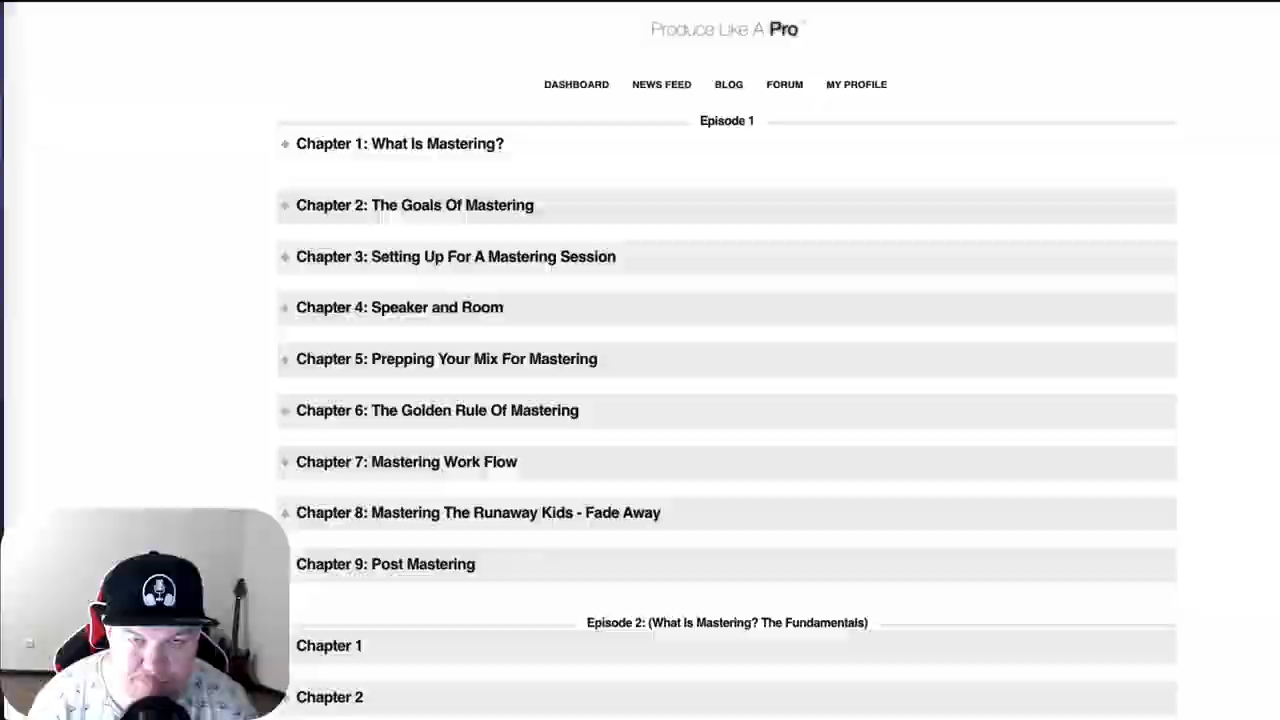 Produce Like A Pro
DASHBOARD NEWS FEED BLOG FORUM MY PROFILE
Episode 1
Chapter 1: What Is Mastering?
Chapter 2: The Goals Of Mastering
Chapter 3: Setting Up For A Mastering Session
Chapter 4: Speaker and Room
Chapter 5: Prepping Your Mix For Mastering
Chapter 6: The Golden Rule Of Mastering
Chapter 7: Mastering Work Flow
Chapter 8: Mastering The Runaway Kids - Fade Away
Chapter 9: Post Mastering
Episode 2: (What Is Mastering? The Fundamentals)
Chapter 1
Chapter 2